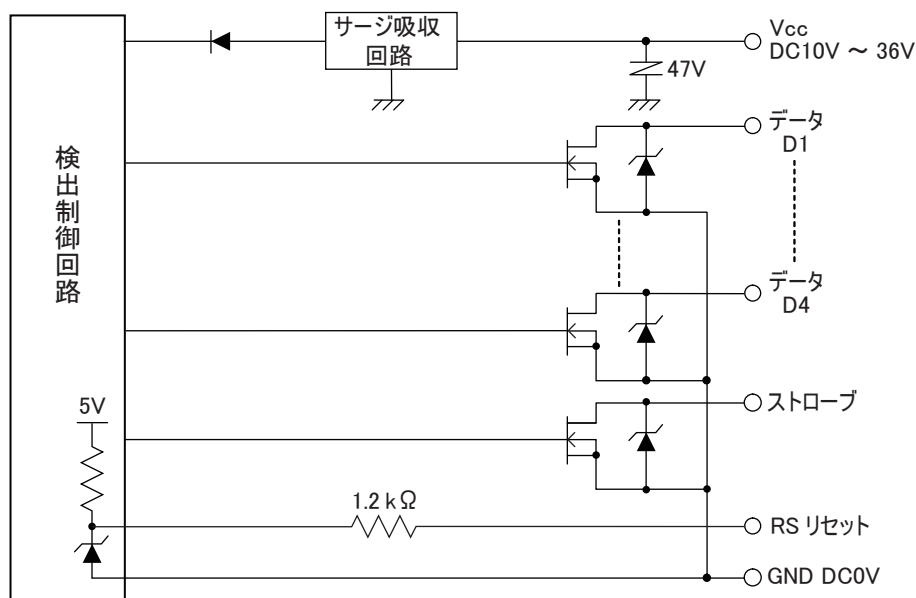 サージ吸収
回路
Vcc
DC10V ～ 36V
47V
データ
D1
検出制御回路
データ
D4
ストローブ
5V
1.2ｋΩ
RS リセット
GND DC0V